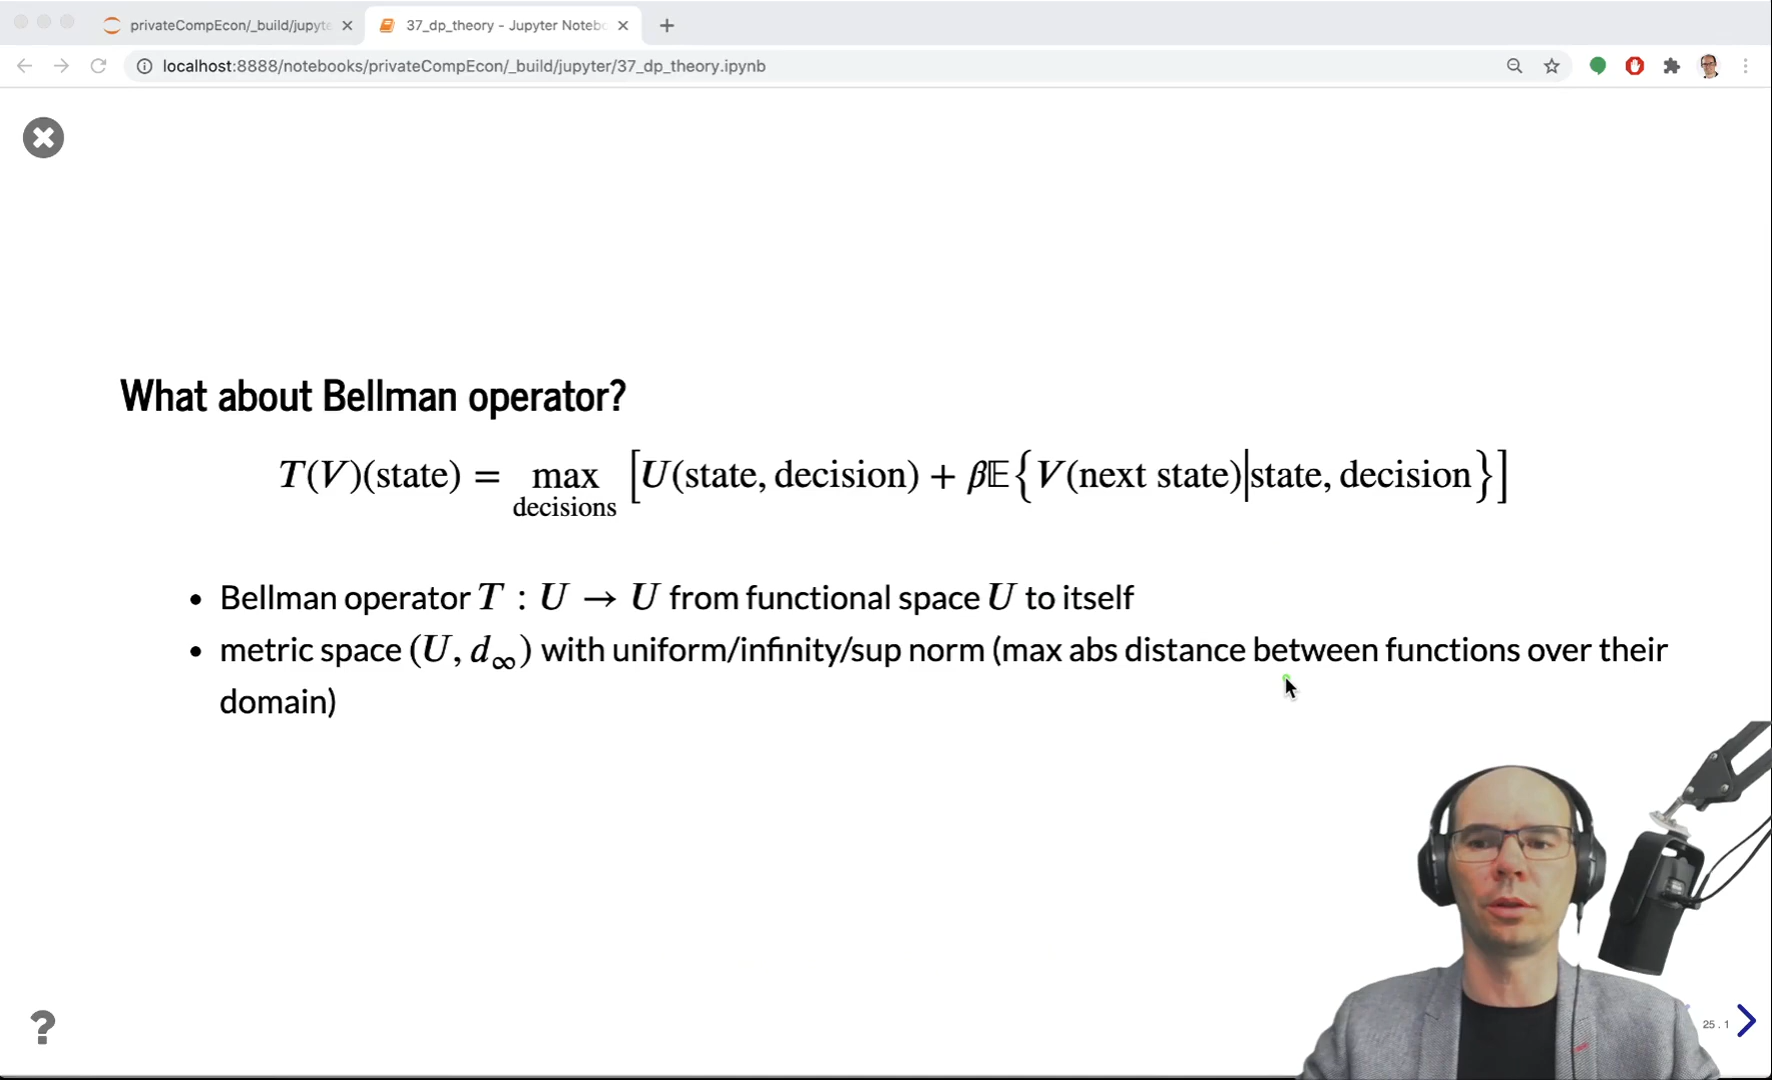 privateCompEcon/_build/jupyte
37_dp_theory - Jupyter Notebo
localhost:8888/notebooks/privateCompEcon/_build/jupyter/37_dp_theory.ipynb
What about Bellman operator?
T(V)(state) = max [U(state, decision) + β𝔼{V(next state)|state, decision}]
decisions
• Bellman operator T : U → U from functional space U to itself
• metric space (U, d∞) with uniform/infinity/sup norm (max abs distance between functions over their
domain)
?
25 . 1